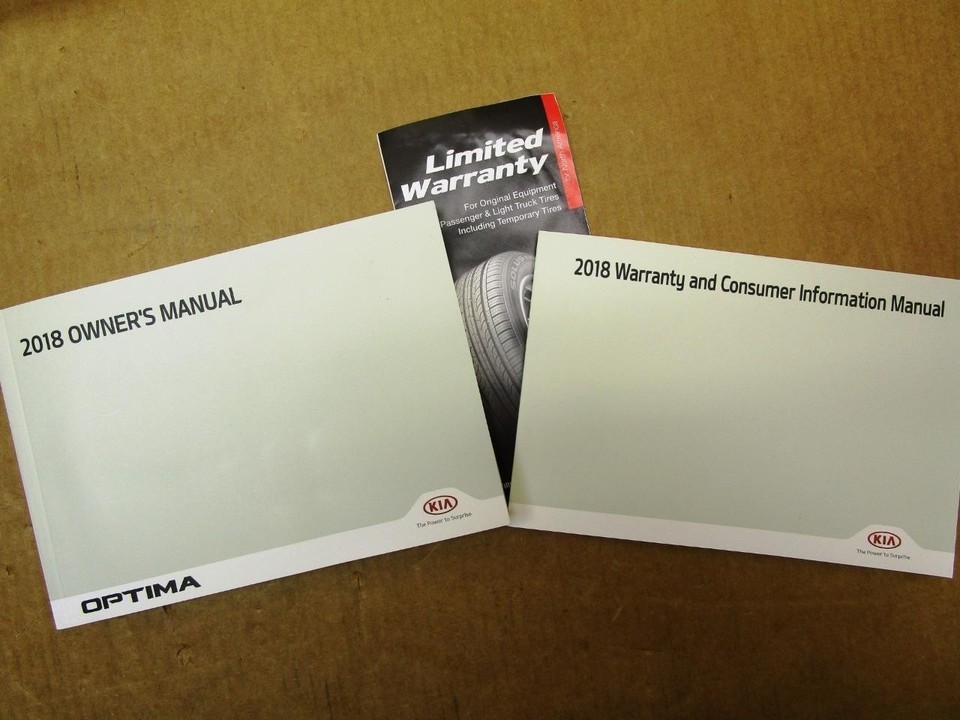 Limited
Warranty
For Original Equipment
Passenger & Light Truck Tires
Including Temporary Tires
2018 OWNER'S MANUAL
KIA
The Power to Surprise
OPTIMA
2018 Warranty and Consumer Information Manual
KIA
The Power to Surprise